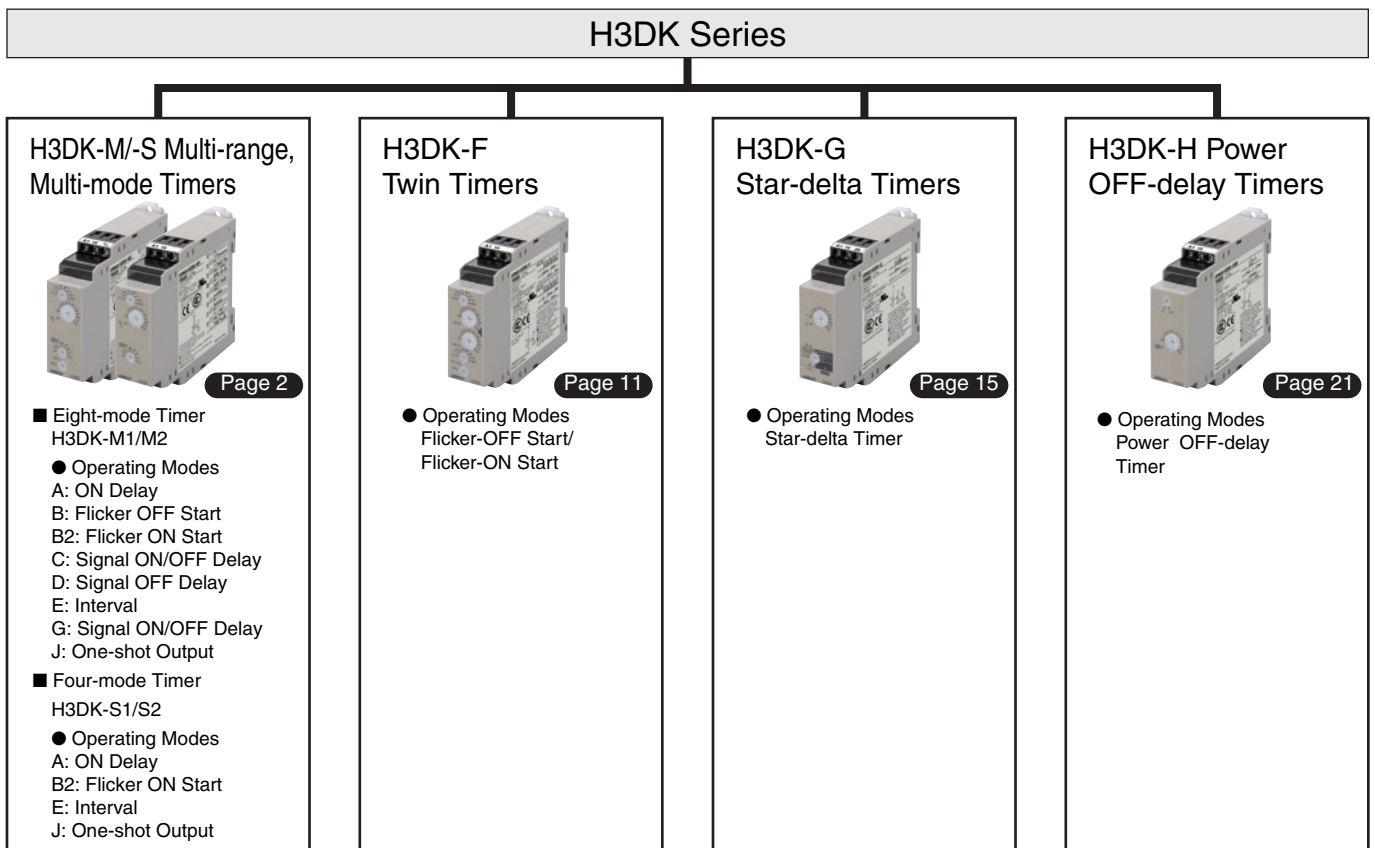 H3DK Series
H3DK-M/-S Multi-range,
Multi-mode Timers
Page 2
■ Eight-mode Timer
H3DK-M1/M2
● Operating Modes
A: ON Delay
B: Flicker OFF Start
B2: Flicker ON Start
C: Signal ON/OFF Delay
D: Signal OFF Delay
E: Interval
G: Signal ON/OFF Delay
J: One-shot Output
■ Four-mode Timer
H3DK-S1/S2
● Operating Modes
A: ON Delay
B2: Flicker ON Start
E: Interval
J: One-shot Output
H3DK-F
Twin Timers
Page 11
● Operating Modes
Flicker-OFF Start/
Flicker-ON Start
H3DK-G
Star-delta Timers
Page 15
● Operating Modes
Star-delta Timer
H3DK-H Power
OFF-delay Timers
Page 21
● Operating Modes
Power OFF-delay
Timer